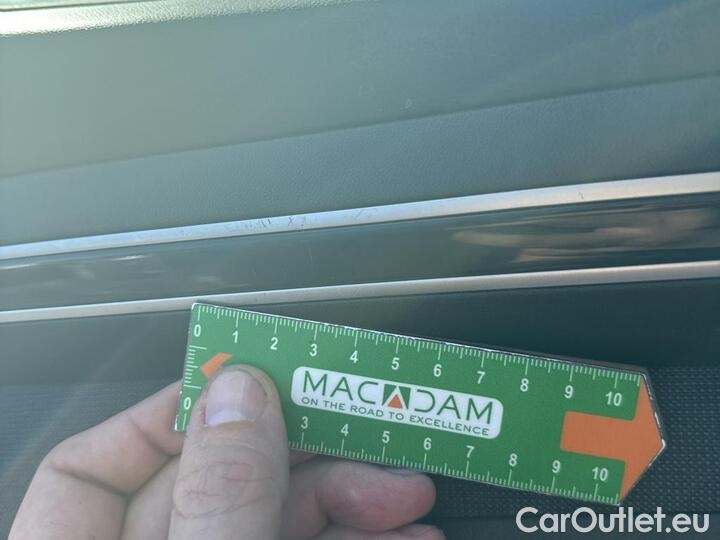 0 1 2 3 4 5 6 7 8 9 10
MACADAM
ON THE ROAD TO EXCELLENCE
0 3 4 5 6 7 8 9 10
CarOutlet.eu